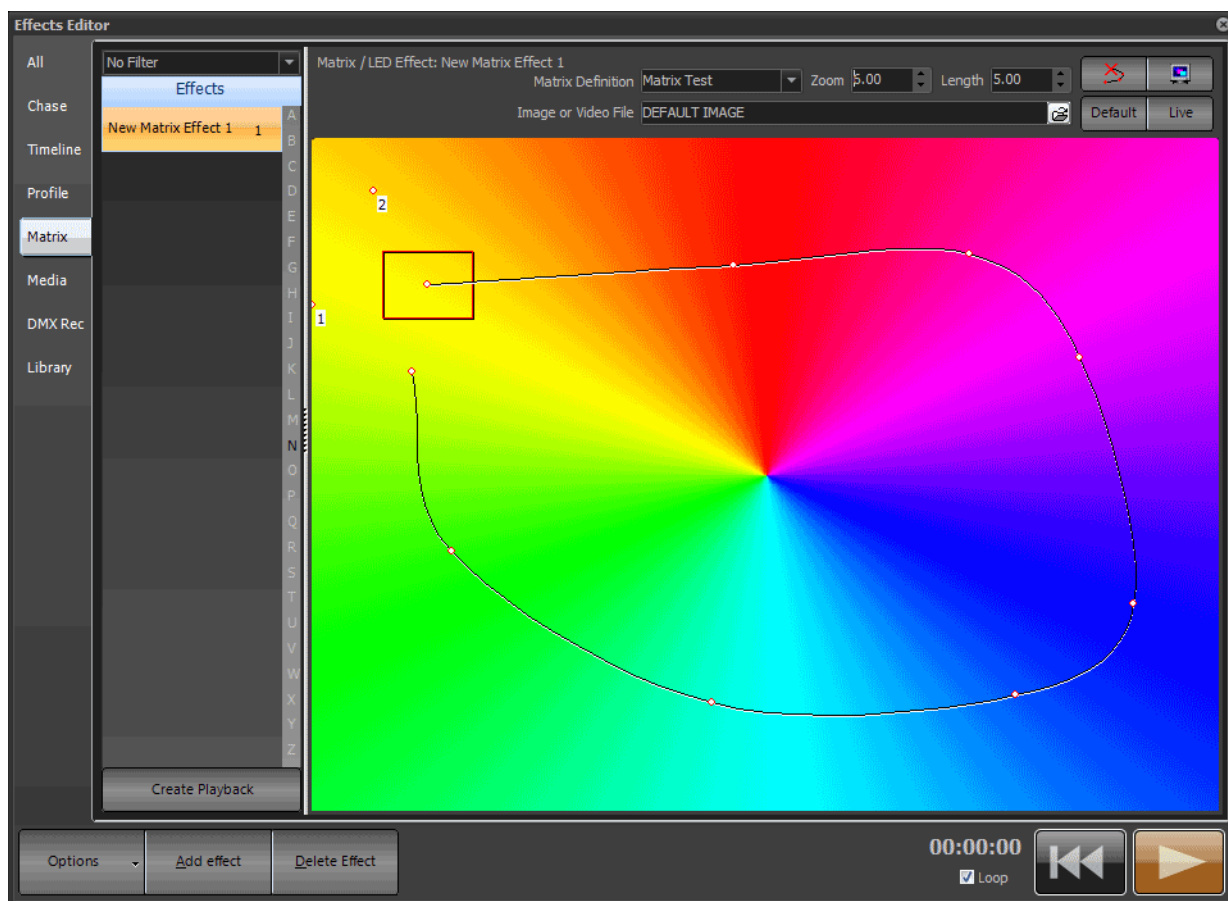 Effects Editor
All
Chase
Timeline
Profile
Matrix
Media
DMX Rec
Library
No Filter
Effects
New Matrix Effect 1 1
A
B
C
D
E
F
G
H
I
J
K
L
M
N
O
P
Q
R
S
T
U
V
W
X
Y
Z
Create Playback
Matrix / LED Effect: New Matrix Effect 1
Matrix Definition Matrix Test Zoom 5.00 Length 5.00
Image or Video File DEFAULT IMAGE Default Live
2
1
Options Add effect Delete Effect
00:00:00
Loop